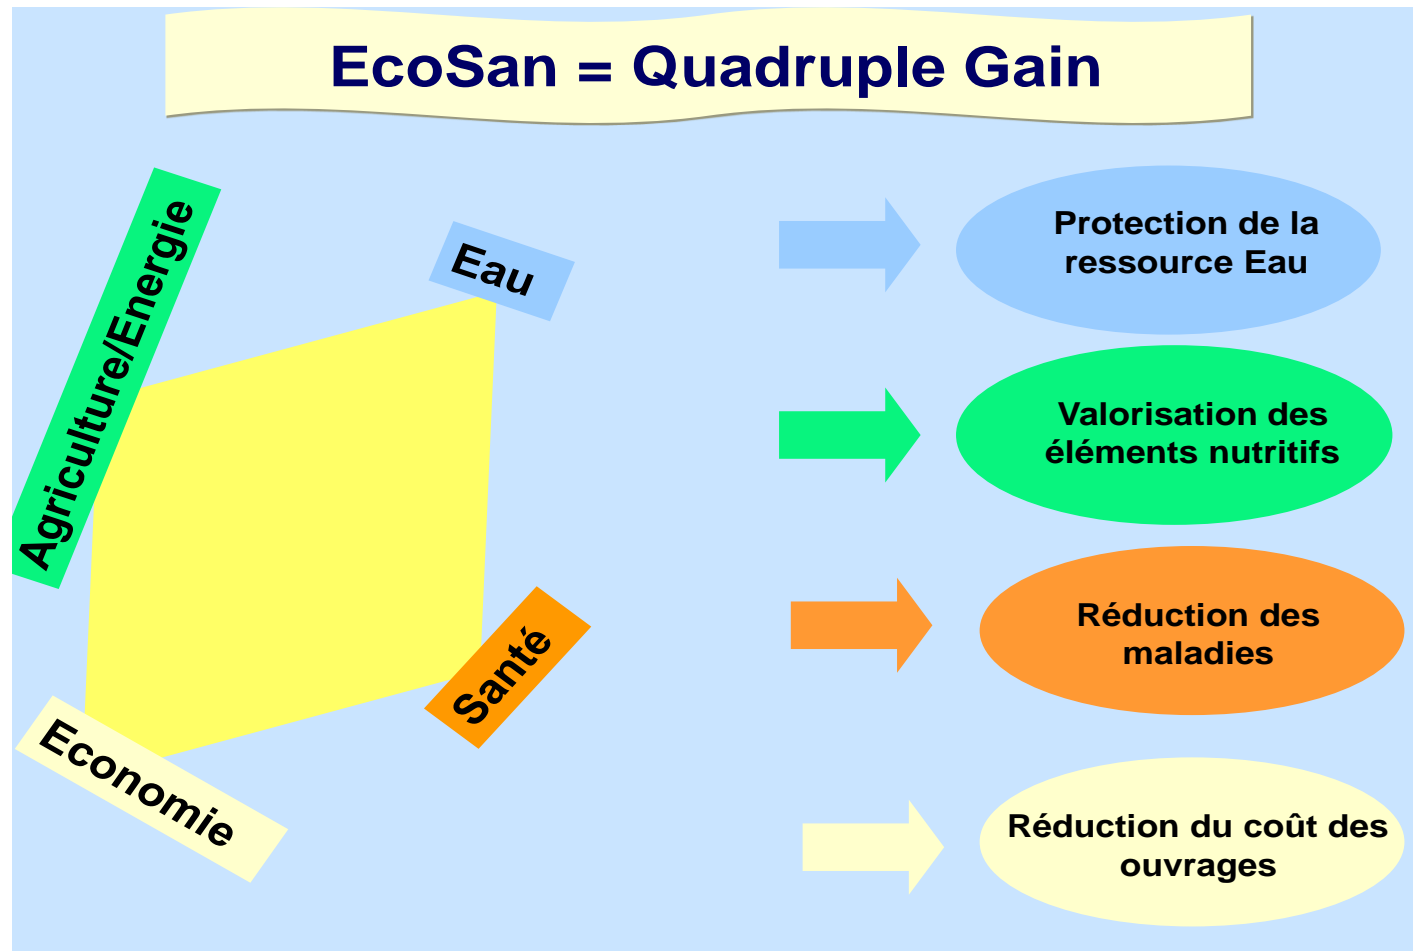 EcoSan = Quadruple Gain
Agriculture/Energie
Eau
Santé
Economie
Protection de la
ressource Eau
Valorisation des
éléments nutritifs
Réduction des
maladies
Réduction du coût des
ouvrages